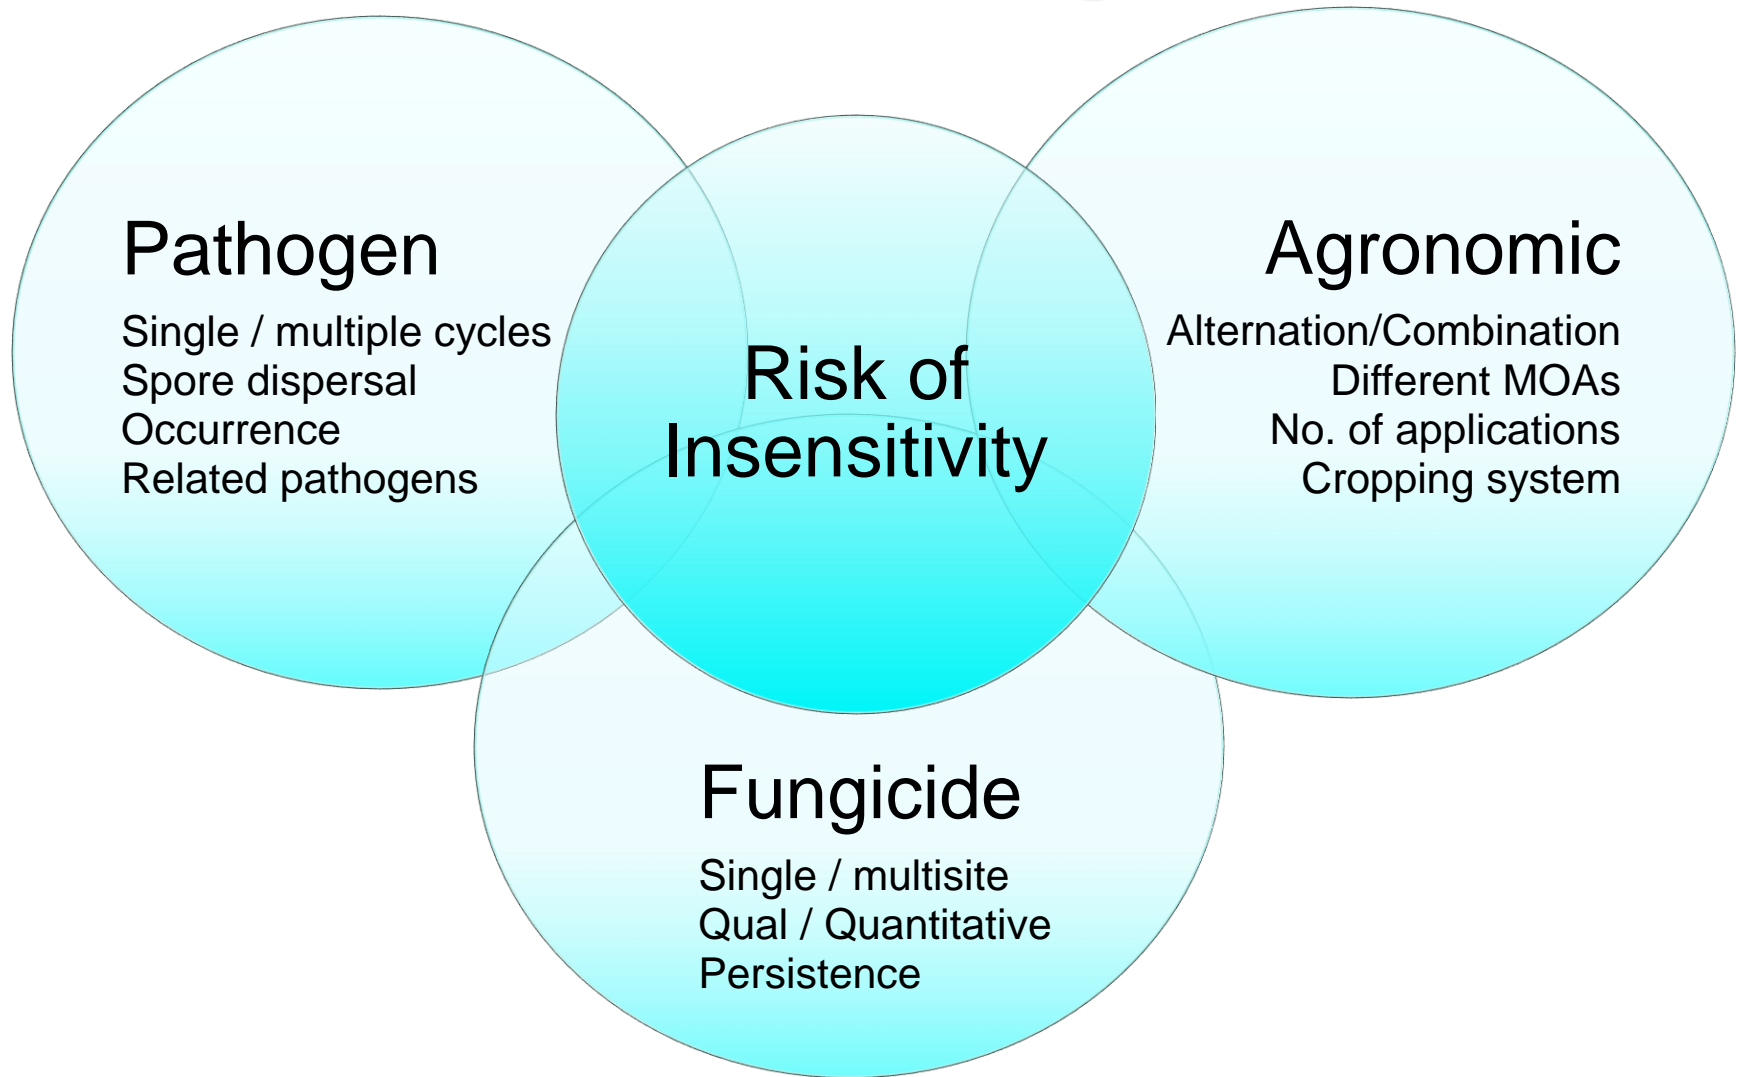 Pathogen
Single / multiple cycles
Spore dispersal
Occurrence
Related pathogens
Risk of
Insensitivity
Agronomic
Alternation/Combination
Different MOAs
No. of applications
Cropping system
Fungicide
Single / multisite
Qual / Quantitative
Persistence